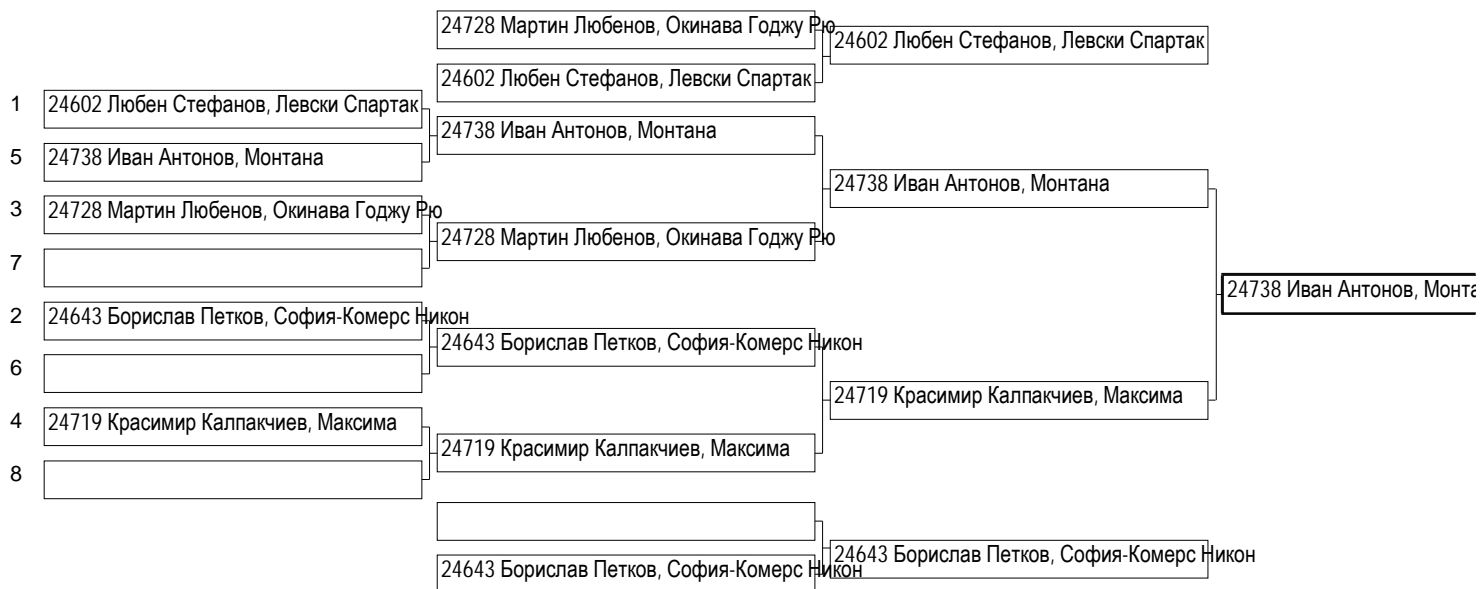 24728 Мартин Любенов, Окинава Годжу Рю
24602 Любен Стефанов, Левски Спартак
24602 Любен Стефанов, Левски Спартак
1 24602 Любен Стефанов, Левски Спартак
24738 Иван Антонов, Монтана
5 24738 Иван Антонов, Монтана
24738 Иван Антонов, Монтана
3 24728 Мартин Любенов, Окинава Годжу Рю
24728 Мартин Любенов, Окинава Годжу Рю
7
24738 Иван Антонов, Монта
2 24643 Борислав Петков, София-Комерс Никон
24643 Борислав Петков, София-Комерс Никон
6
24719 Красимир Калпакчиев, Максима
4 24719 Красимир Калпакчиев, Максима
24719 Красимир Калпакчиев, Максима
8
24643 Борислав Петков, София-Комерс Никон
24643 Борислав Петков, София-Комерс Никон